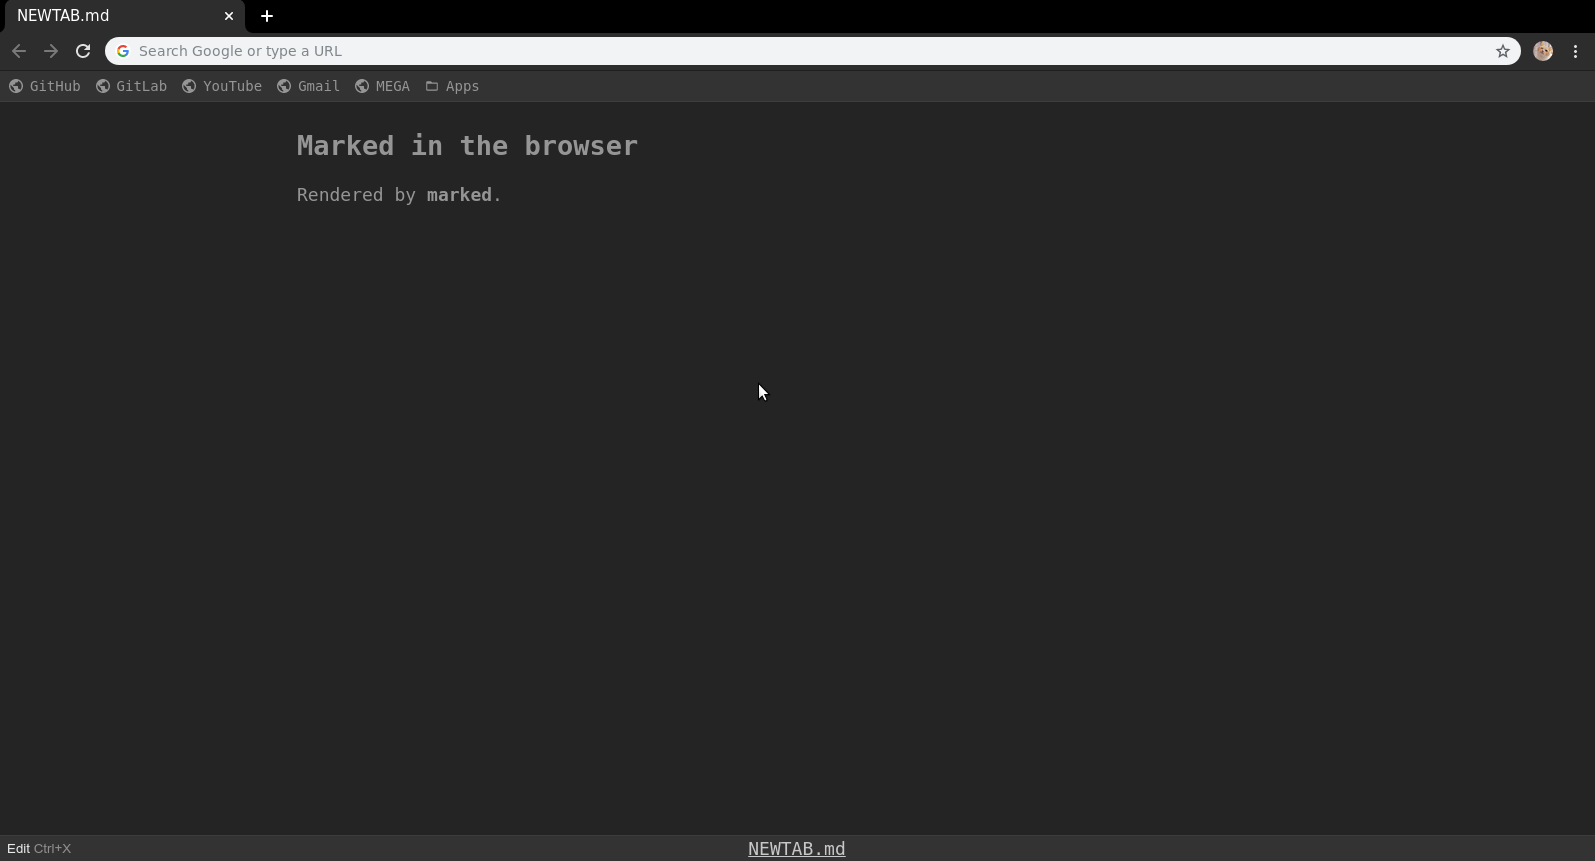 NEWTAB.md
Search Google or type a URL
GitHub GitLab YouTube Gmail MEGA Apps
Marked in the browser
Rendered by marked.
Edit Ctrl+X NEWTAB.md